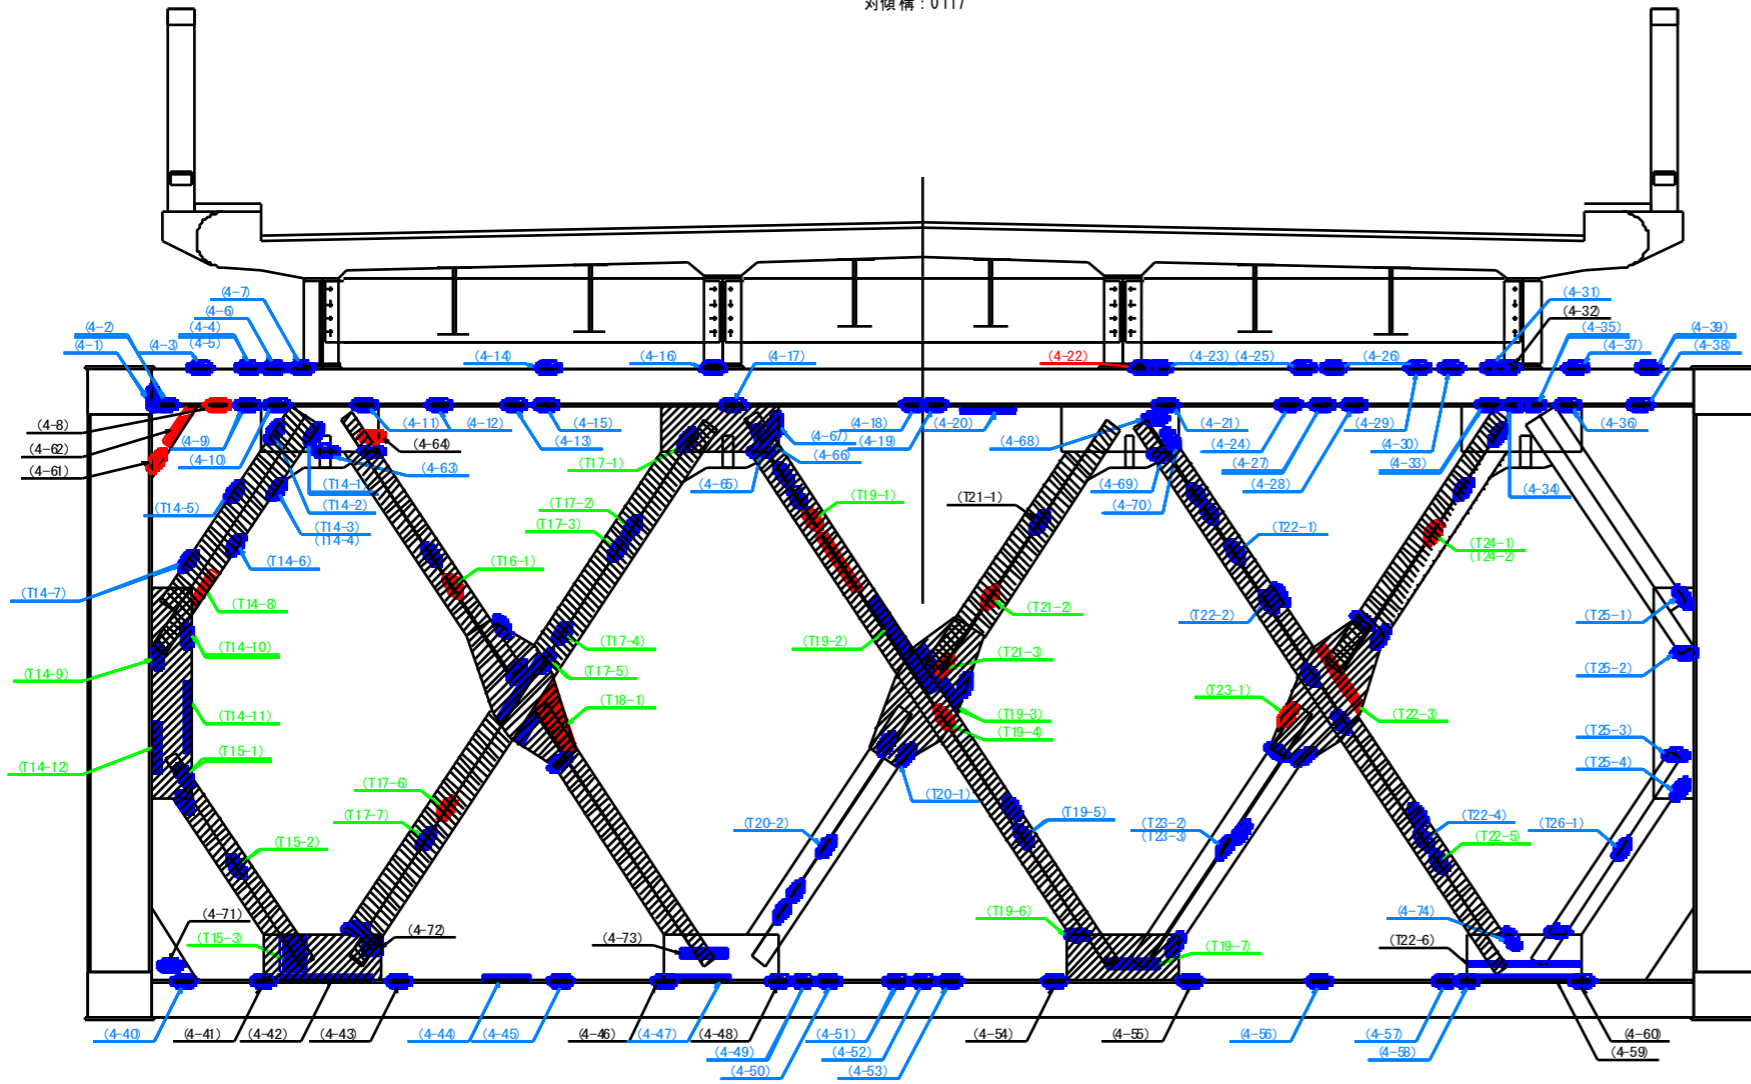 対傾構：0117
(4-7)
(4-6)
(4-2) (4-4)
(4-1) (4-3) (4-5)
(4-14) (4-16) (4-17)
(4-22) (4-23) (4-25) (4-26)
(4-31)
(4-32)
(4-35) (4-39)
(4-37) (4-38)
(4-8)
(4-62)
(4-61)
(4-9)
(4-10)
(4-11) (4-12)
(4-13) (4-15)
(4-64)
(4-63)
(4-18) (4-20)
(4-19)
(4-67)
(4-66)
(4-65)
(4-68)
(4-69)
(4-70)
(4-21)
(4-24)
(4-27) (4-28)
(4-29)
(4-30)
(4-33)
(4-34)
(4-36)
(T14-1)
(T14-2)
(T14-3)
(T14-4)
(T14-5)
(T14-6)
(T14-7)
(T14-8)
(T14-9)
(T14-10)
(T14-11)
(T14-12)
(T15-1)
(T15-2)
(T15-3)
(T16-1)
(T17-1)
(T17-2)
(T17-3)
(T17-4)
(T17-5)
(T18-1)
(T17-6)
(T17-7)
(T19-1)
(T19-2)
(T19-3)
(T19-4)
(T19-5)
(T19-6)
(T19-7)
(T20-1)
(T20-2)
(T21-1)
(T21-2)
(T21-3)
(T22-1)
(T22-2)
(T22-3)
(T22-4)
(T22-5)
(T22-6)
(T23-1)
(T23-2)
(T23-3)
(T24-1)
(T24-2)
(T25-1)
(T25-2)
(T25-3)
(T25-4)
(T26-1)
(4-71)
(4-72)
(4-73)
(4-74)
(4-40) (4-41) (4-42) (4-43) (4-44) (4-45) (4-46) (4-47) (4-48) (4-51) (4-54) (4-55) (4-56) (4-57) (4-60)
(4-49) (4-52) (4-58) (4-59)
(4-50) (4-53)